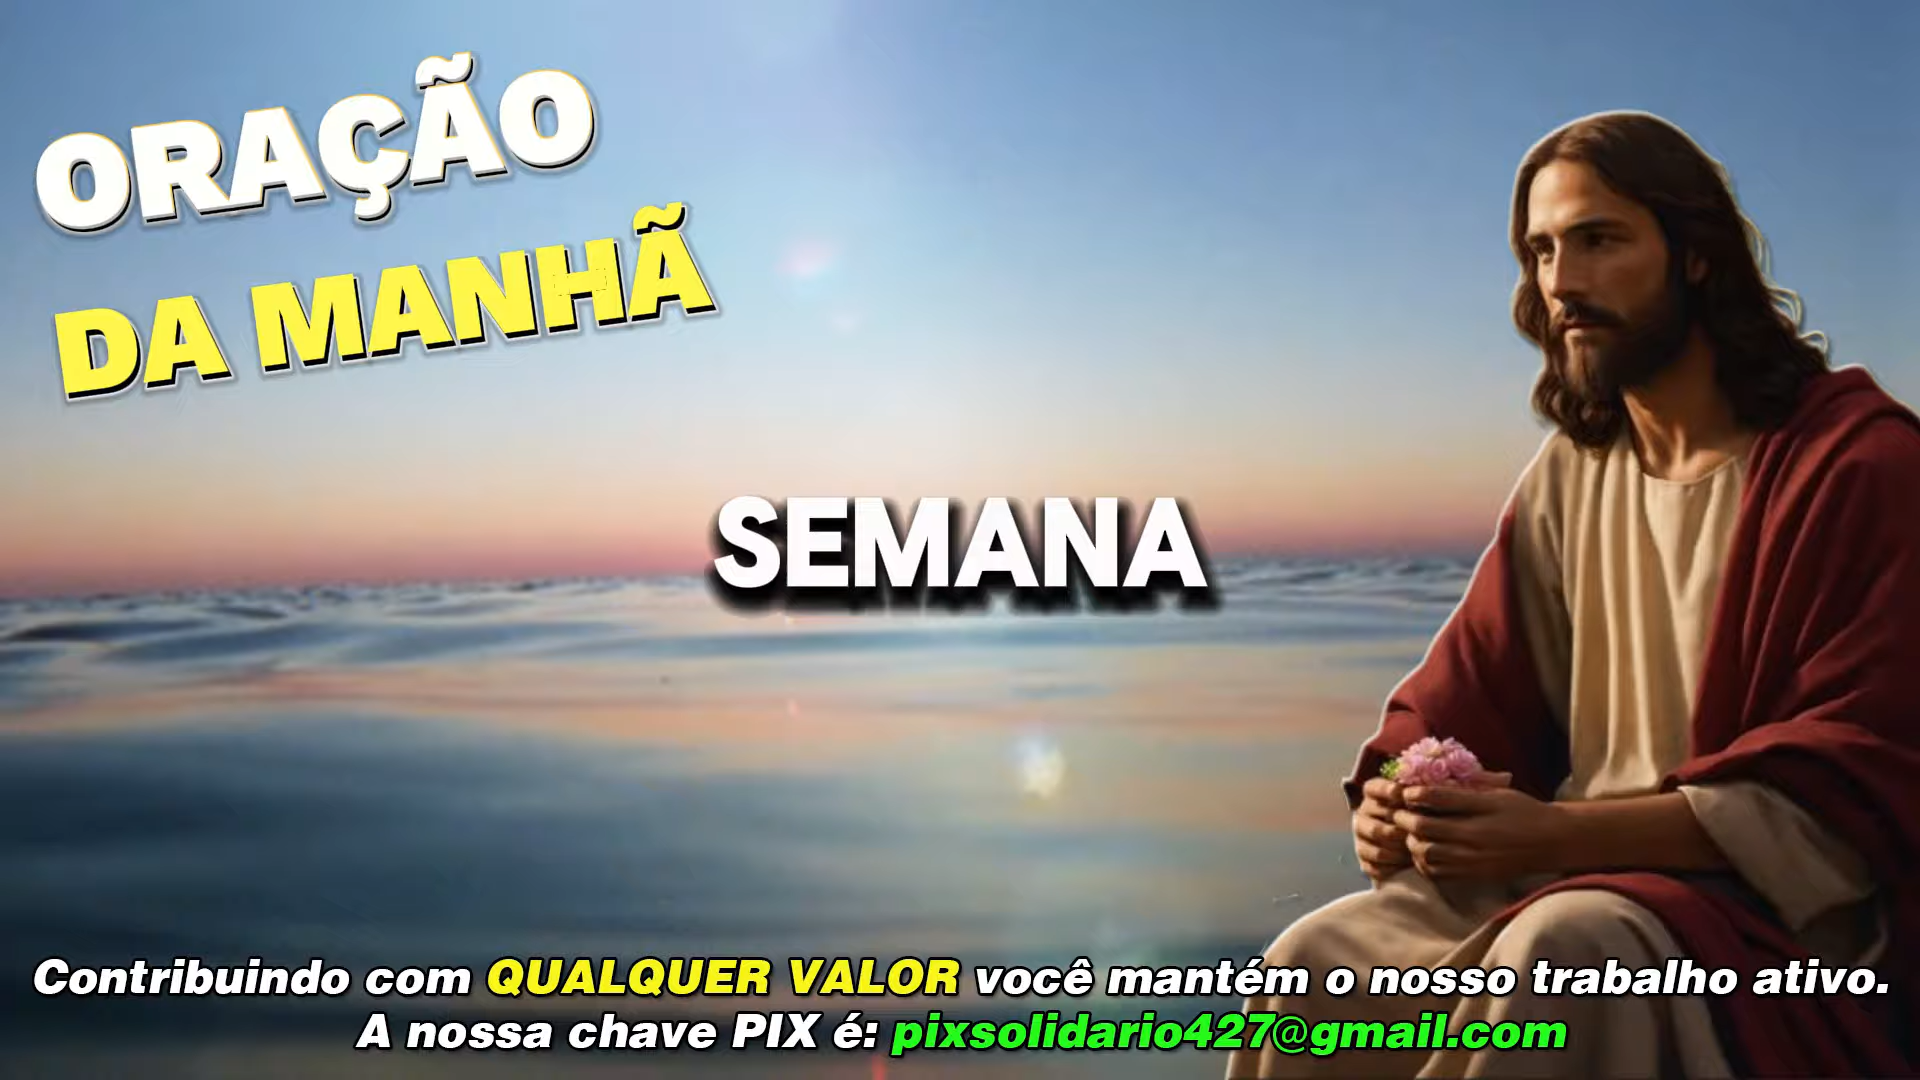 ORAÇÃO
DA MANHÃ
SEMANA
Contribuindo com QUALQUER VALOR você mantém o nosso trabalho ativo.
A nossa chave PIX é: pixsolidario427@gmail.com